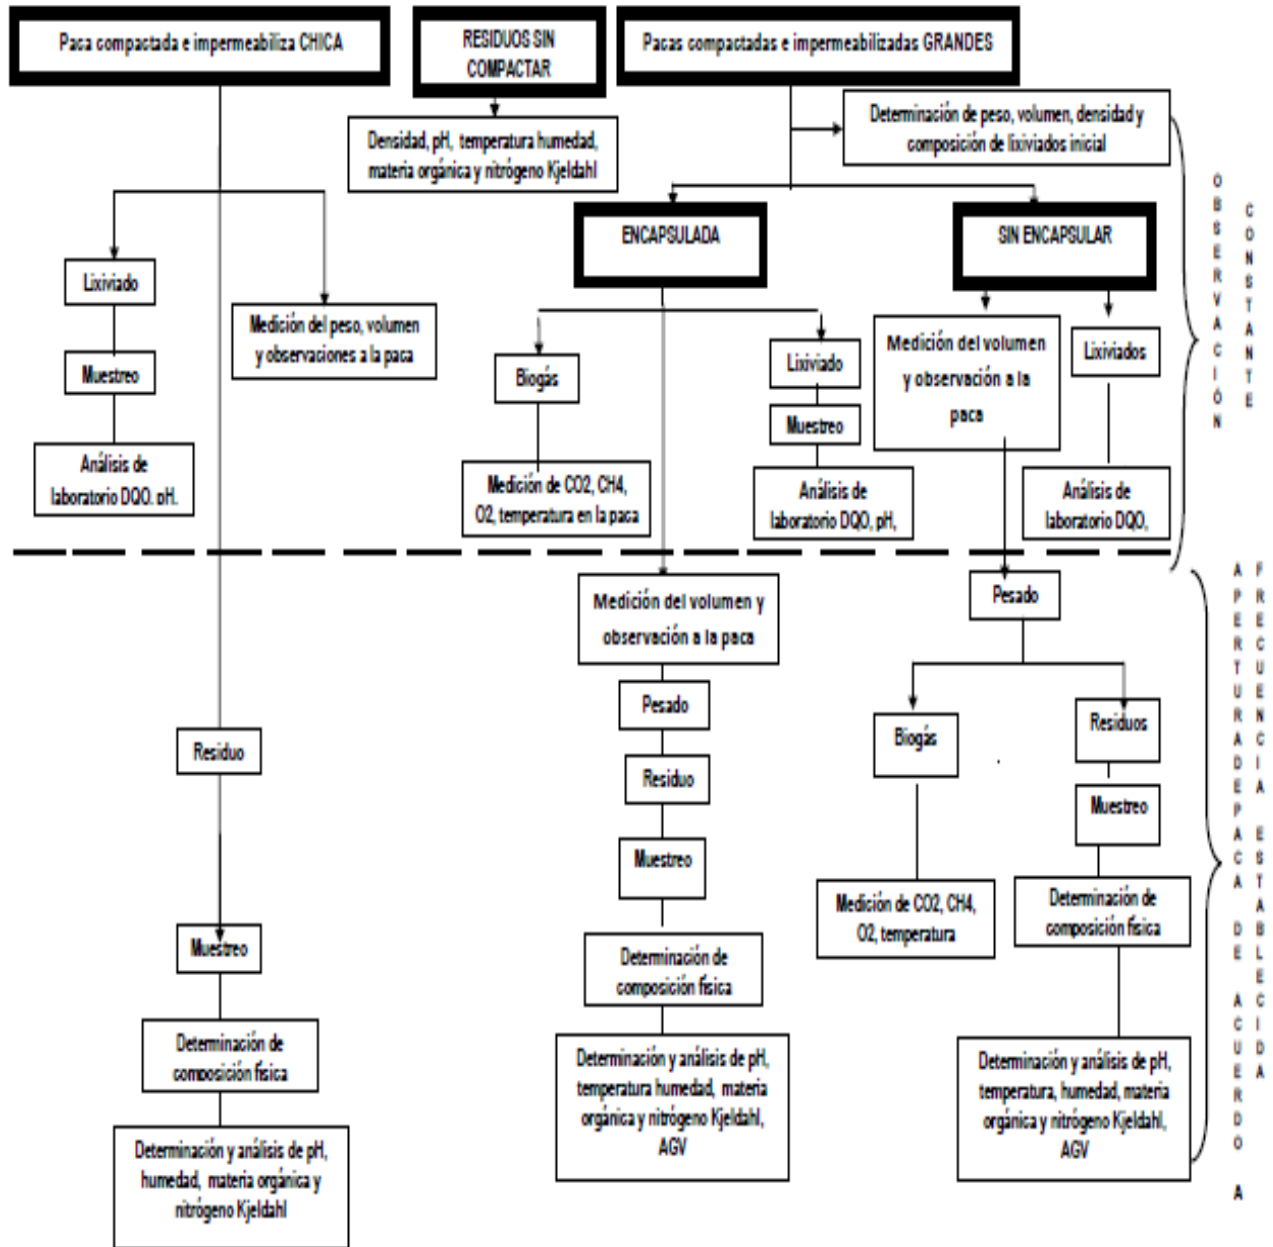 Paca compactada e impermeabiliza CHICA
RESIDUOS SIN
COMPACTAR
Pacas compactadas e impermeabilizadas GRANDES
Densidad, pH, temperatura humedad,
materia orgánica y nitrógeno Kjeldahl
Determinación de peso, volumen, densidad y
composición de lixiviados inicial
ENCAPSULADA
SIN ENCAPSULAR
Lixiviado
Medición del peso, volumen
y observaciones a la paca
Muestreo
Análisis de
laboratorio DQO. pH.
Biogás
Medición de CO2, CH4,
O2, temperatura en la paca
Lixiviado
Muestreo
Análisis de
laboratorio DQO, pH,
Medición del volumen
y observación a la
paca
Lixiviados
Análisis de
laboratorio DQO,
OBSERVACIÓN
CONSTANTE
Residuo
Muestreo
Determinación de
composición física
Determinación y análisis de pH,
humedad, materia orgánica y
nitrógeno Kjeldahl
Medición del volumen y
observación a la paca
Pesado
Residuo
Muestreo
Determinación de
composición física
Determinación y análisis de pH,
temperatura humedad, materia
orgánica y nitrógeno Kjeldahl,
AGV
Pesado
Biogás
Medición de CO2, CH4,
O2, temperatura
Residuos
Muestreo
Determinación de
composición física
Determinación y análisis de pH,
temperatura, humedad, materia
orgánica y nitrógeno Kjeldahl,
AGV
APERTURADEPACA DE ACUERDO A
FRECUENCIA ESTABLECIDA